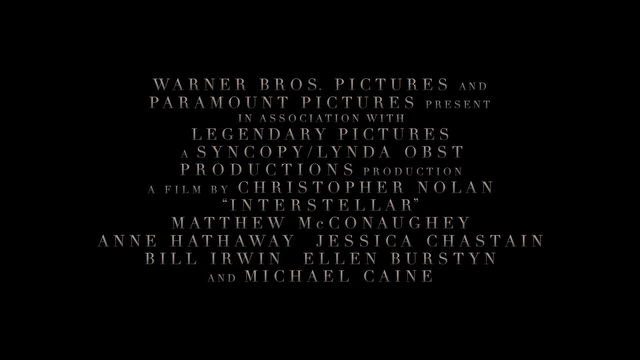 WARNER BROS. PICTURES AND
PARAMOUNT PICTURES PRESENT
IN ASSOCIATION WITH
LEGENDARY PICTURES
A SYNCOPY/LYNDA OBST
PRODUCTIONS PRODUCTION
A FILM BY CHRISTOPHER NOLAN
“INTERSTELLAR”
MATTHEW McCONAUGHEY
ANNE HATHAWAY JESSICA CHASTAIN
BILL IRWIN ELLEN BURSTYN
AND MICHAEL CAINE